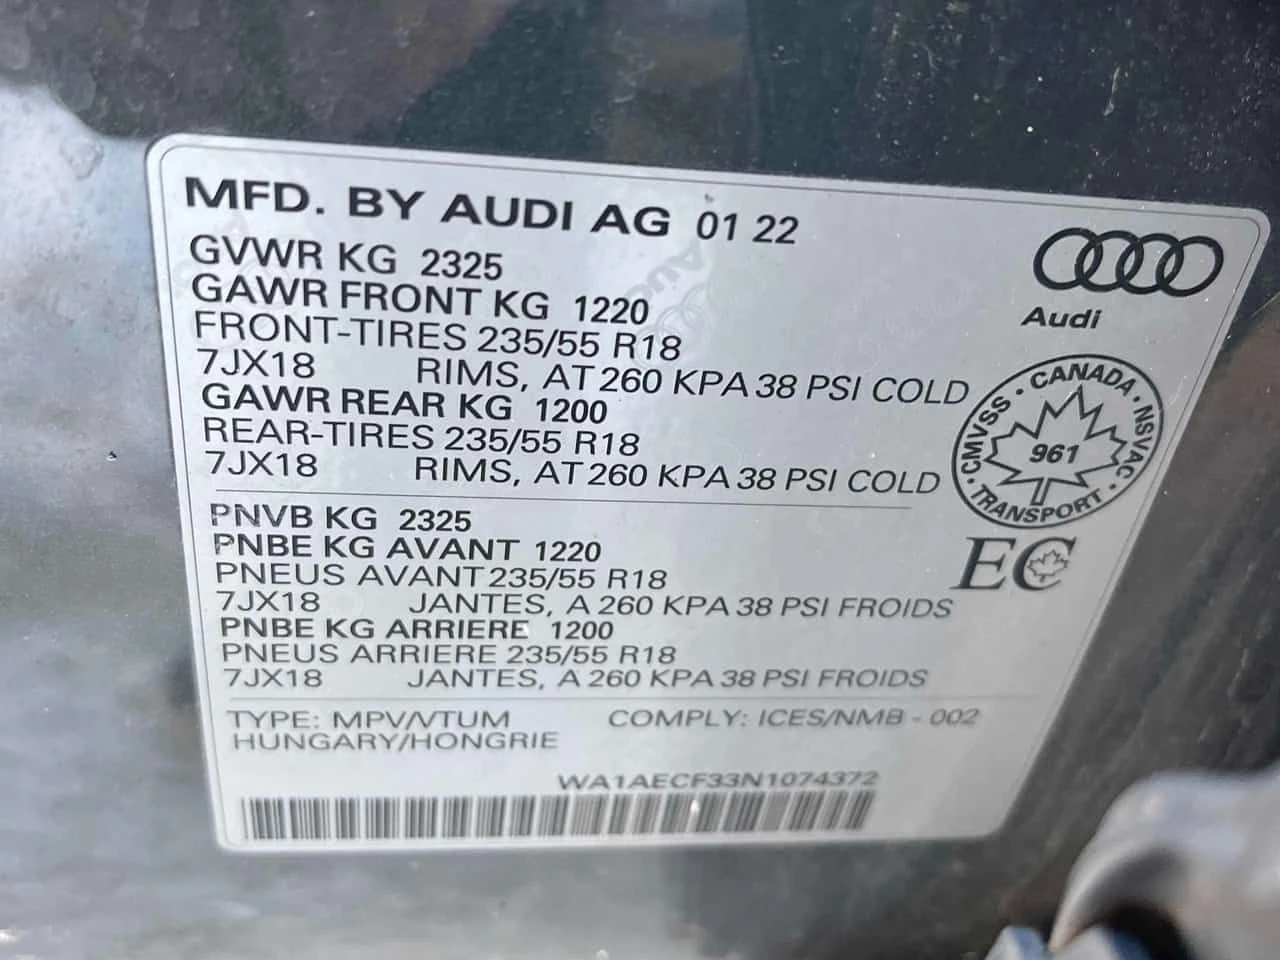 MFD. BY AUDI AG 01 22
GVWR KG 2325
GAWR FRONT KG 1220
FRONT-TIRES 235/55 R18
7JX18 RIMS, AT 260 KPA 38 PSI COLD
GAWR REAR KG 1200
REAR-TIRES 235/55 R18
7JX18 RIMS, AT 260 KPA 38 PSI COLD
Audi
CMVSS · CANADA · NSVAC · TRANSPORT ·
961
EC
PNVB KG 2325
PNBE KG AVANT 1220
PNEUS AVANT 235/55 R18
7JX18 JANTES, A 260 KPA 38 PSI FROIDS
PNBE KG ARRIERE 1200
PNEUS ARRIERE 235/55 R18
7JX18 JANTES, A 260 KPA 38 PSI FROIDS
TYPE: MPV/VTUM COMPLY: ICES/NMB - 002
HUNGARY/HONGRIE
WA1AECF33N1074372